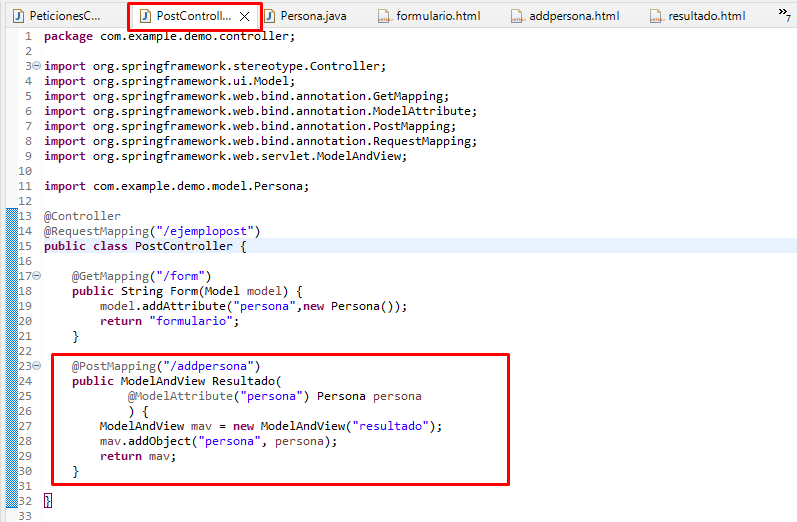 PeticionesC...
PostControll...
Persona.java
formulario.html
addpersona.html
resultado.html
7
1 package com.example.demo.controller;
2
3 import org.springframework.stereotype.Controller;
4 import org.springframework.ui.Model;
5 import org.springframework.web.bind.annotation.GetMapping;
6 import org.springframework.web.bind.annotation.ModelAttribute;
7 import org.springframework.web.bind.annotation.PostMapping;
8 import org.springframework.web.bind.annotation.RequestMapping;
9 import org.springframework.web.servlet.ModelAndView;
10
11 import com.example.demo.model.Persona;
12
13 @Controller
14 @RequestMapping("/ejemplopost")
15 public class PostController {
16
17 @GetMapping("/form")
18 public String Form(Model model) {
19 model.addAttribute("persona",new Persona());
20 return "formulario";
21 }
22
23 @PostMapping("/addpersona")
24 public ModelAndView Resultado(
25 @ModelAttribute("persona") Persona persona
26 ) {
27 ModelAndView mav = new ModelAndView("resultado");
28 mav.addObject("persona", persona);
29 return mav;
30 }
31
32 }
33